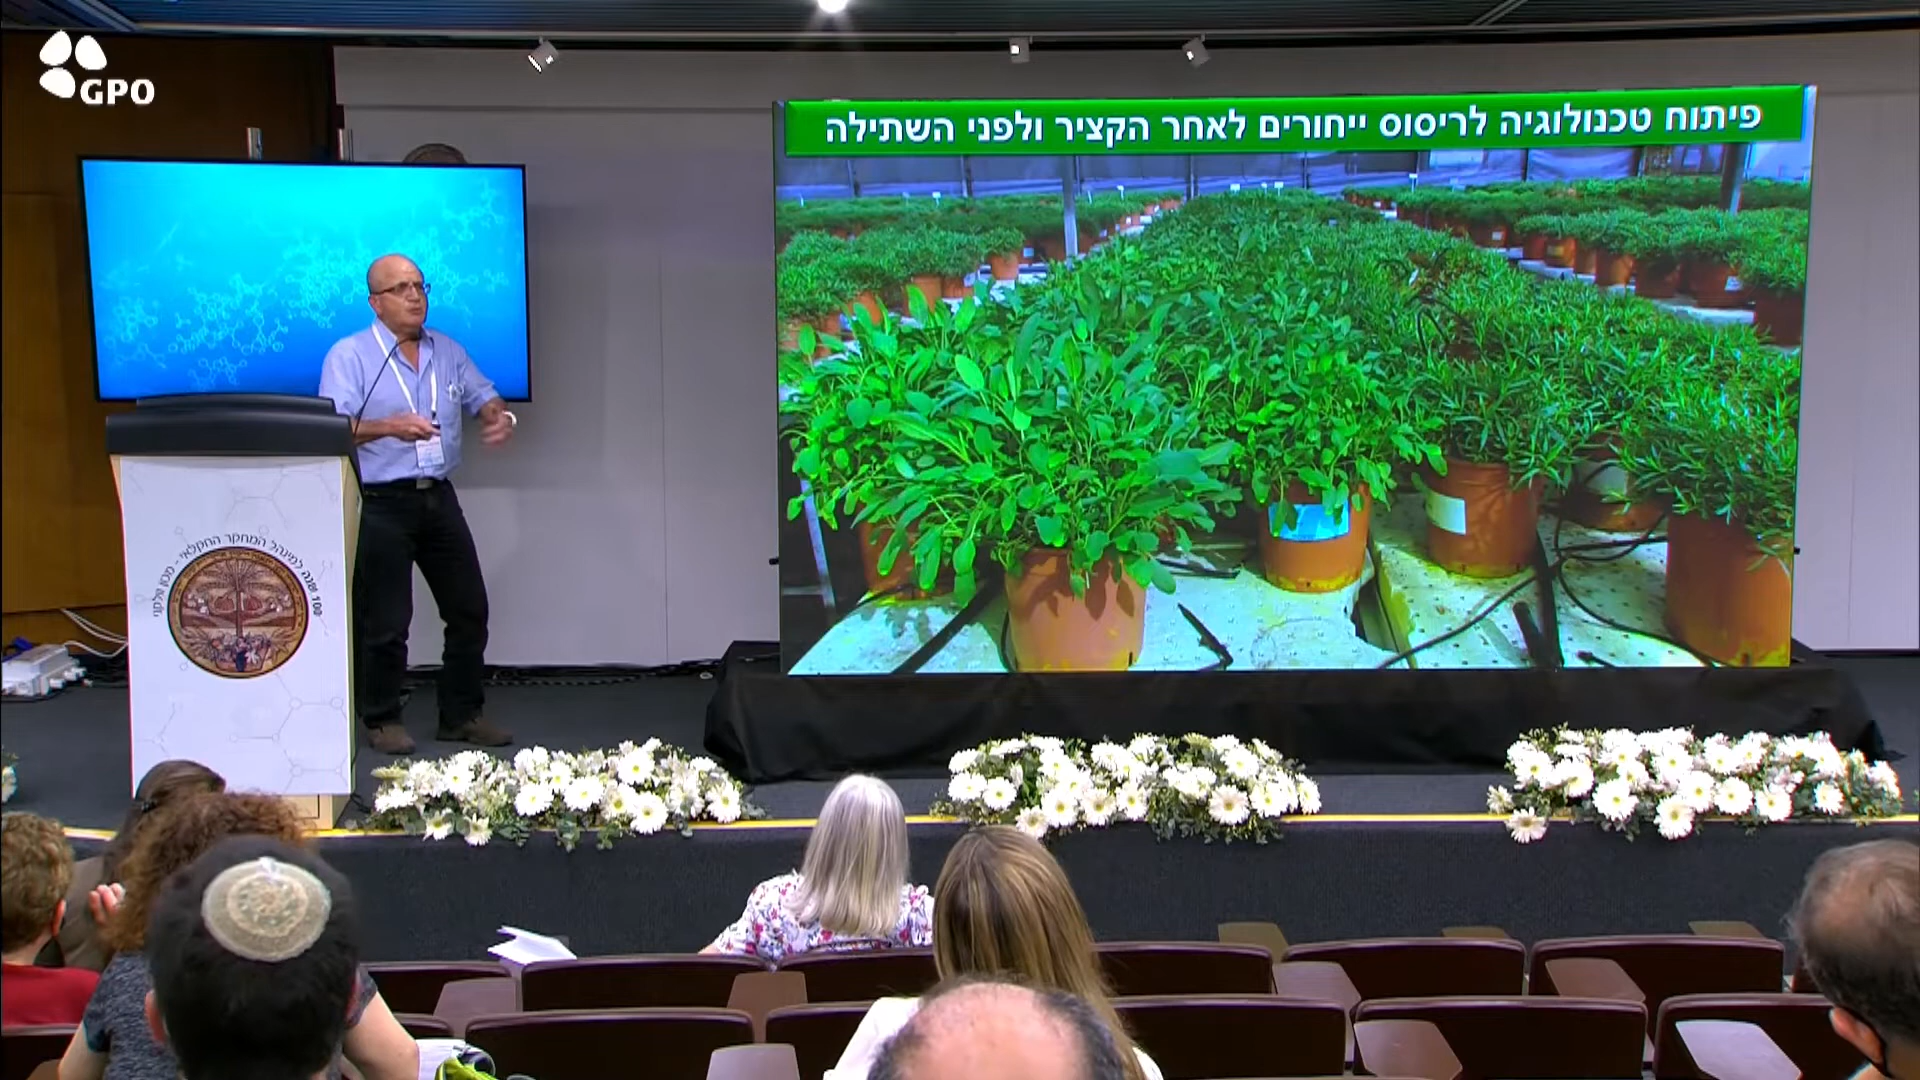 GPO
פיתוח טכנולוגיה לריסוס ייחורים לאחר הקציר ולפני השתילה
100 שנה למינהל המחקר החקלאי - מכון וולקני